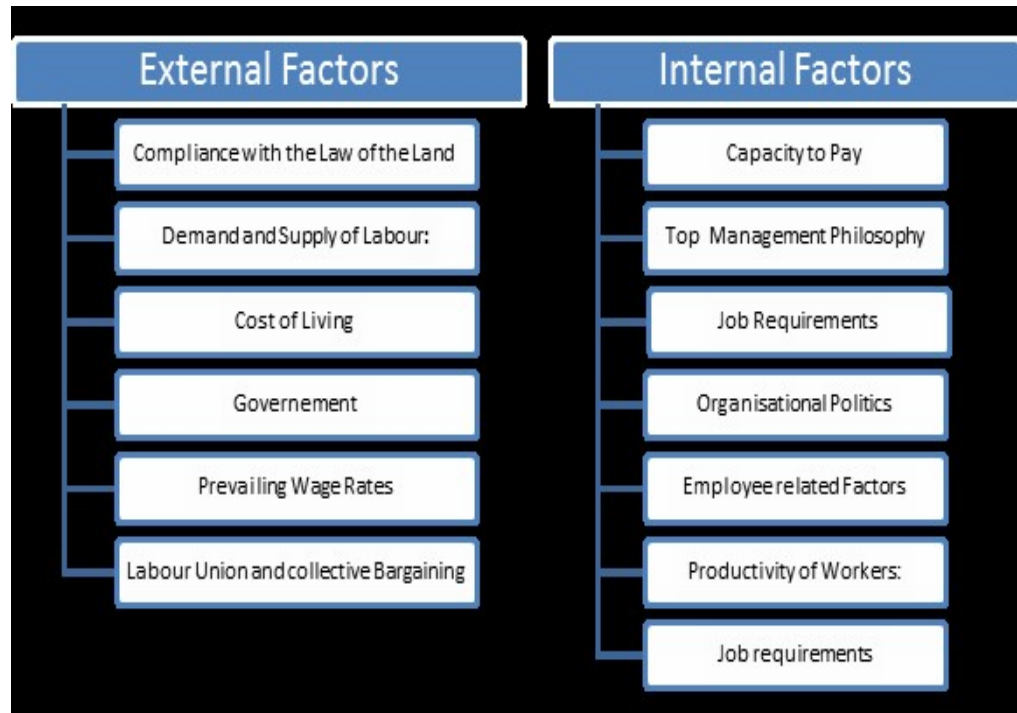 External Factors
Compliance with the Law of the Land
Demand and Supply of Labour:
Cost of Living
Governement
Prevailing Wage Rates
Labour Union and collective Bargaining
Internal Factors
Capacity to Pay
Top Management Philosophy
Job Requirements
Organisational Politics
Employee related Factors
Productivity of Workers:
Job requirements